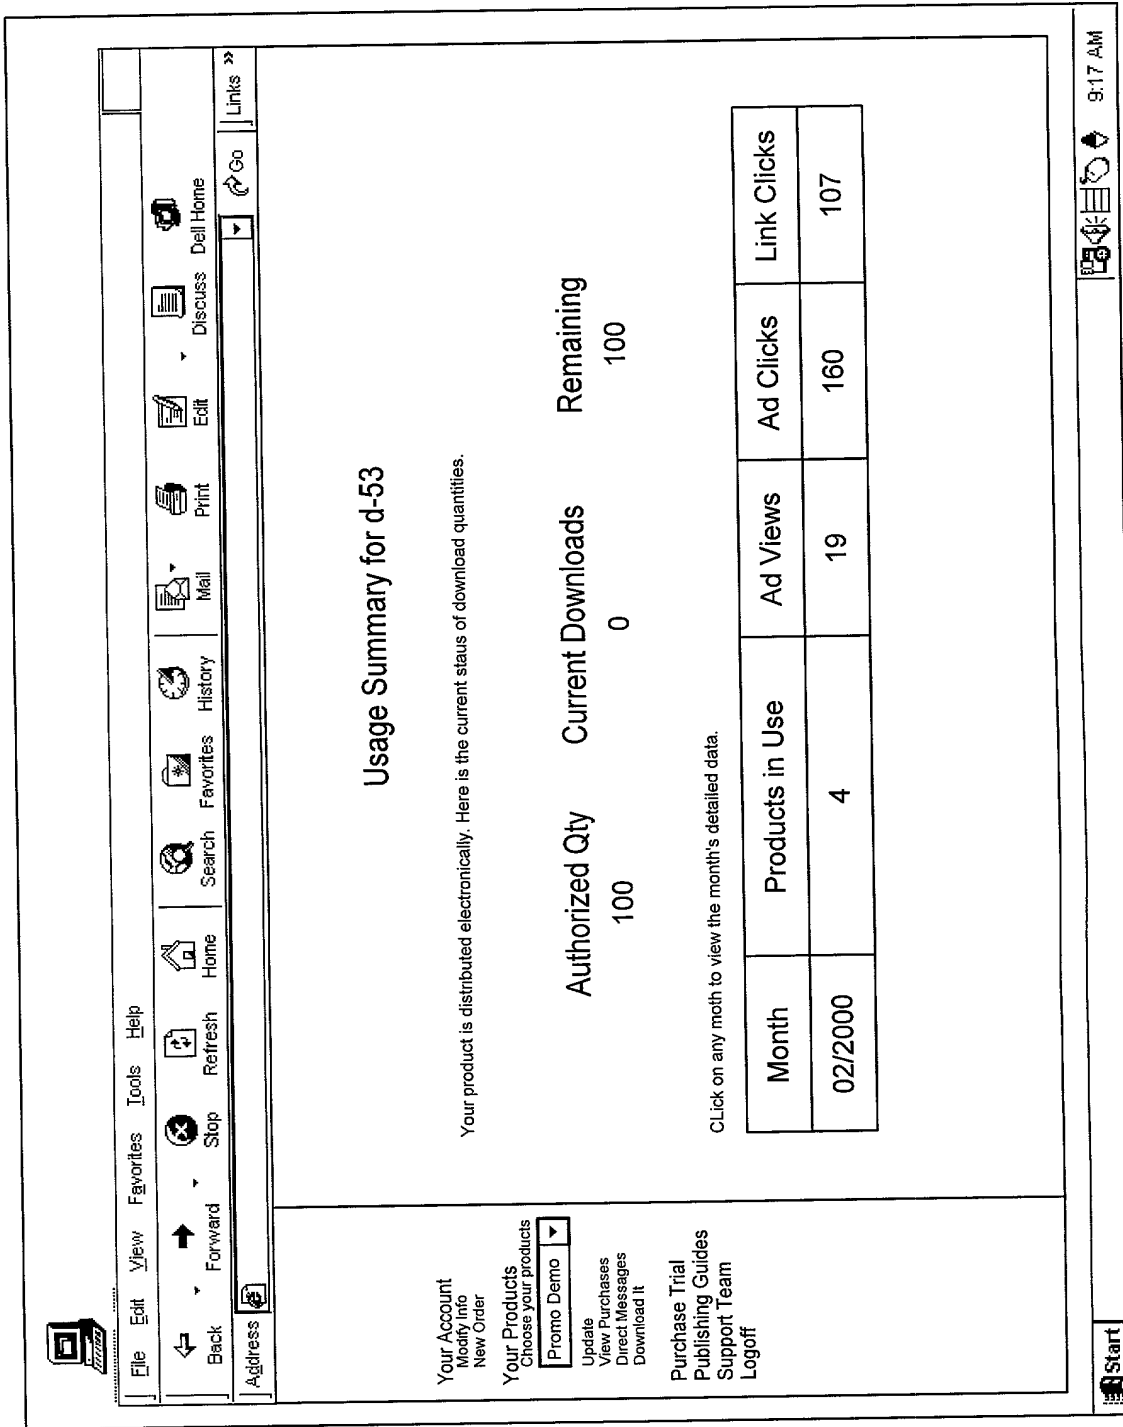 File Edit View Favorites Tools Help
Back Forward Stop Refresh Home Search Favorites History Mail Print Edit Discuss Dell Home
Address Go Links »
Your Account
Modify Info
New Order
Your Products
Choose your products
Promo Demo
Update
View Purchases
Direct Messages
Download It
Purchase Trial
Publishing Guides
Support Team
Logoff
Usage Summary for d-53
Your product is distributed electronically. Here is the current staus of download quantities.
Authorized Qty Current Downloads Remaining
100 0 100
CLick on any moth to view the month's detailed data.
Month Products in Use Ad Views Ad Clicks Link Clicks
02/2000 4 19 160 107
Start 9:17 AM